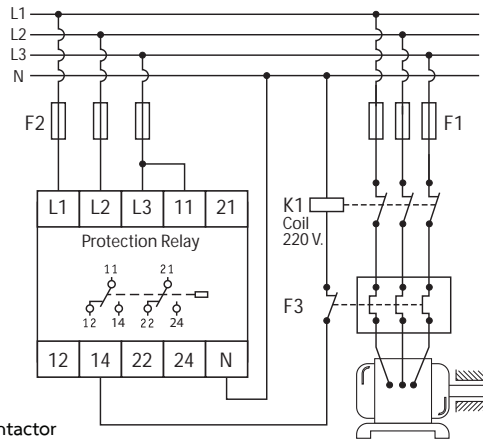 L1
L2
L3
N
F2
F1
L1 L2 L3 11 21
Protection Relay
K1
Coil
220 V.
11 21
12 14 22 24
F3
12 14 22 24 N
ntactor